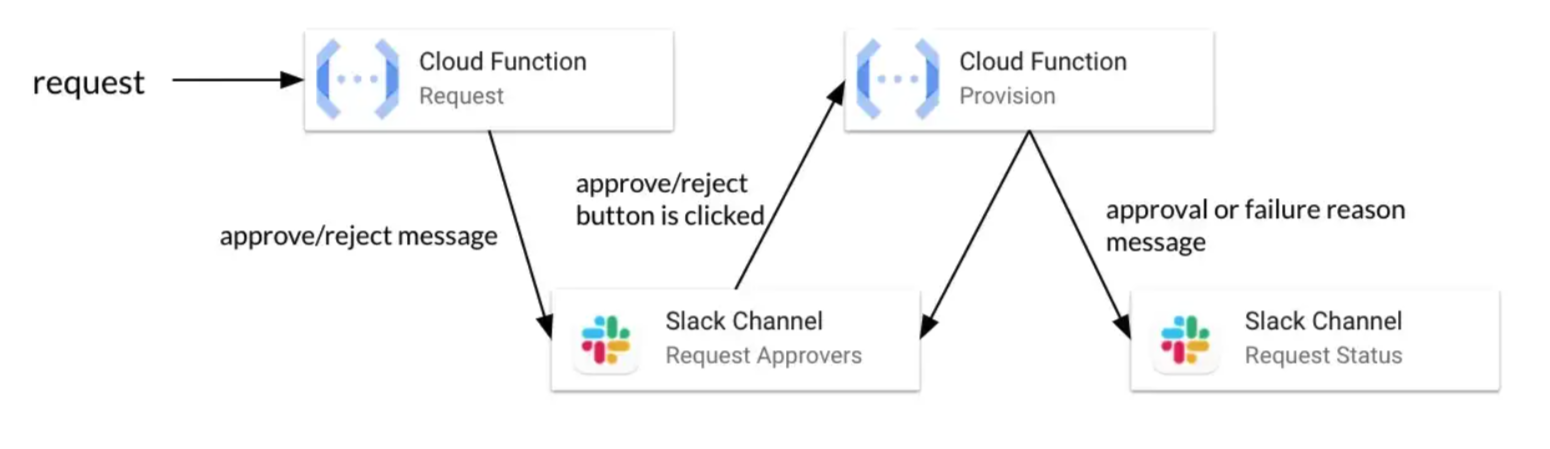 request
Cloud Function
Request
Cloud Function
Provision
approve/reject message
approve/reject
button is clicked
approval or failure reason
message
Slack Channel
Request Approvers
Slack Channel
Request Status